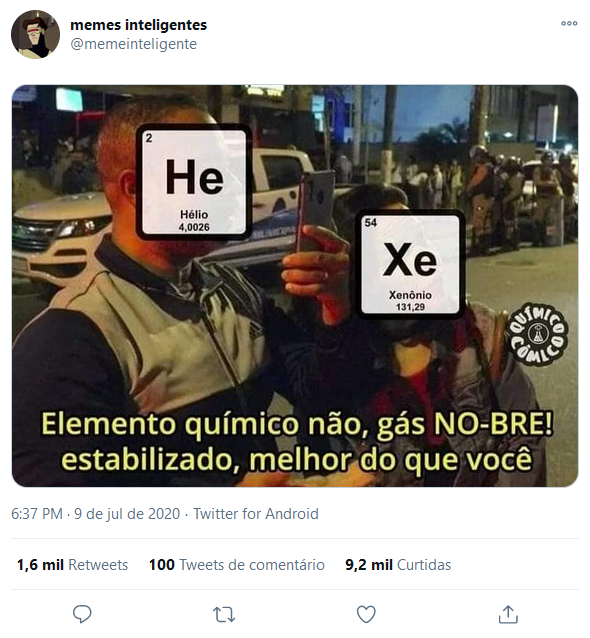 memes inteligentes
@memeinteligente
2
He
Hélio
4,0026
54
Xe
Xenônio
131,29
QUÍMICO
CÔMICO
Elemento químico não, gás NO-BRE!
estabilizado, melhor do que você
6:37 PM · 9 de jul de 2020 · Twitter for Android
1,6 mil Retweets 100 Tweets de comentário 9,2 mil Curtidas